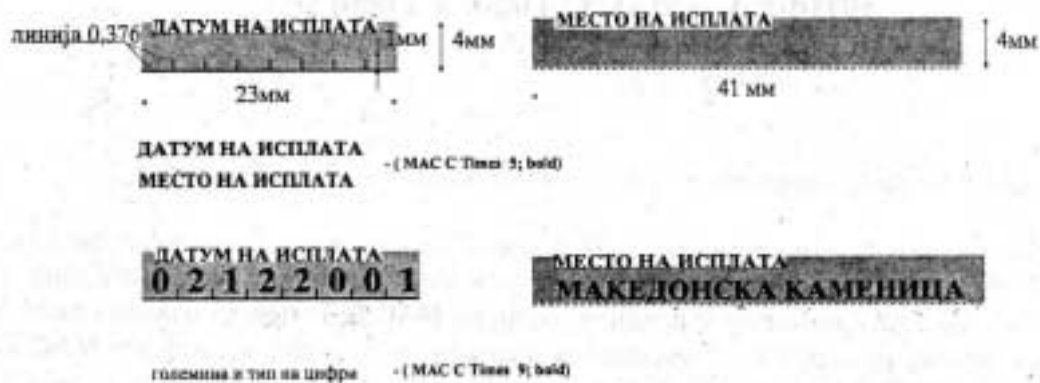 ДАТУМ НА ИСПЛАТА
МЕСТО НА ИСПЛАТА
линија 0,376
мм
4мм
4мм
23мм
41 мм
ДАТУМ НА ИСПЛАТА
МЕСТО НА ИСПЛАТА
- ( MAC C Times 5; bold)
ДАТУМ НА ИСПЛАТА
0 2 1 2 2 0 0 1
МЕСТО НА ИСПЛАТА
МАКЕДОНСКА КАМЕНИЦА
големина и тип на цифра
- ( MAC C Times 9; bold)